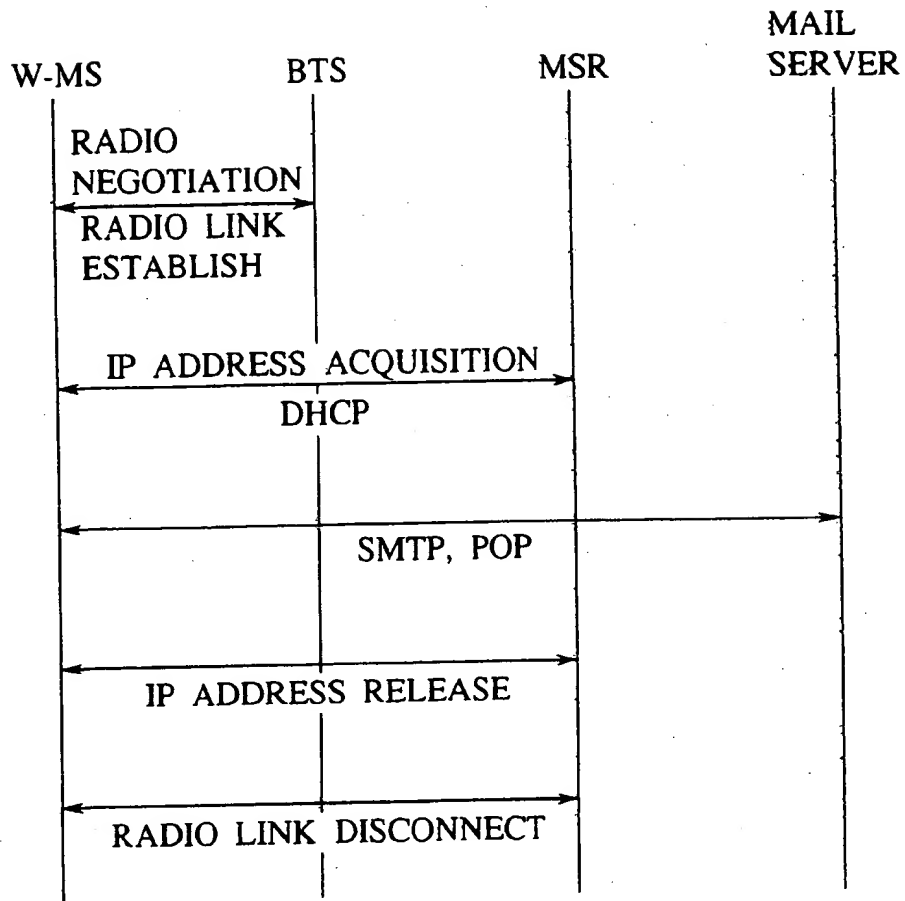 W-MS
BTS
MSR
MAIL
SERVER
RADIO
NEGOTIATION
RADIO LINK
ESTABLISH
IP ADDRESS ACQUISITION
DHCP
SMTP, POP
IP ADDRESS RELEASE
RADIO LINK DISCONNECT